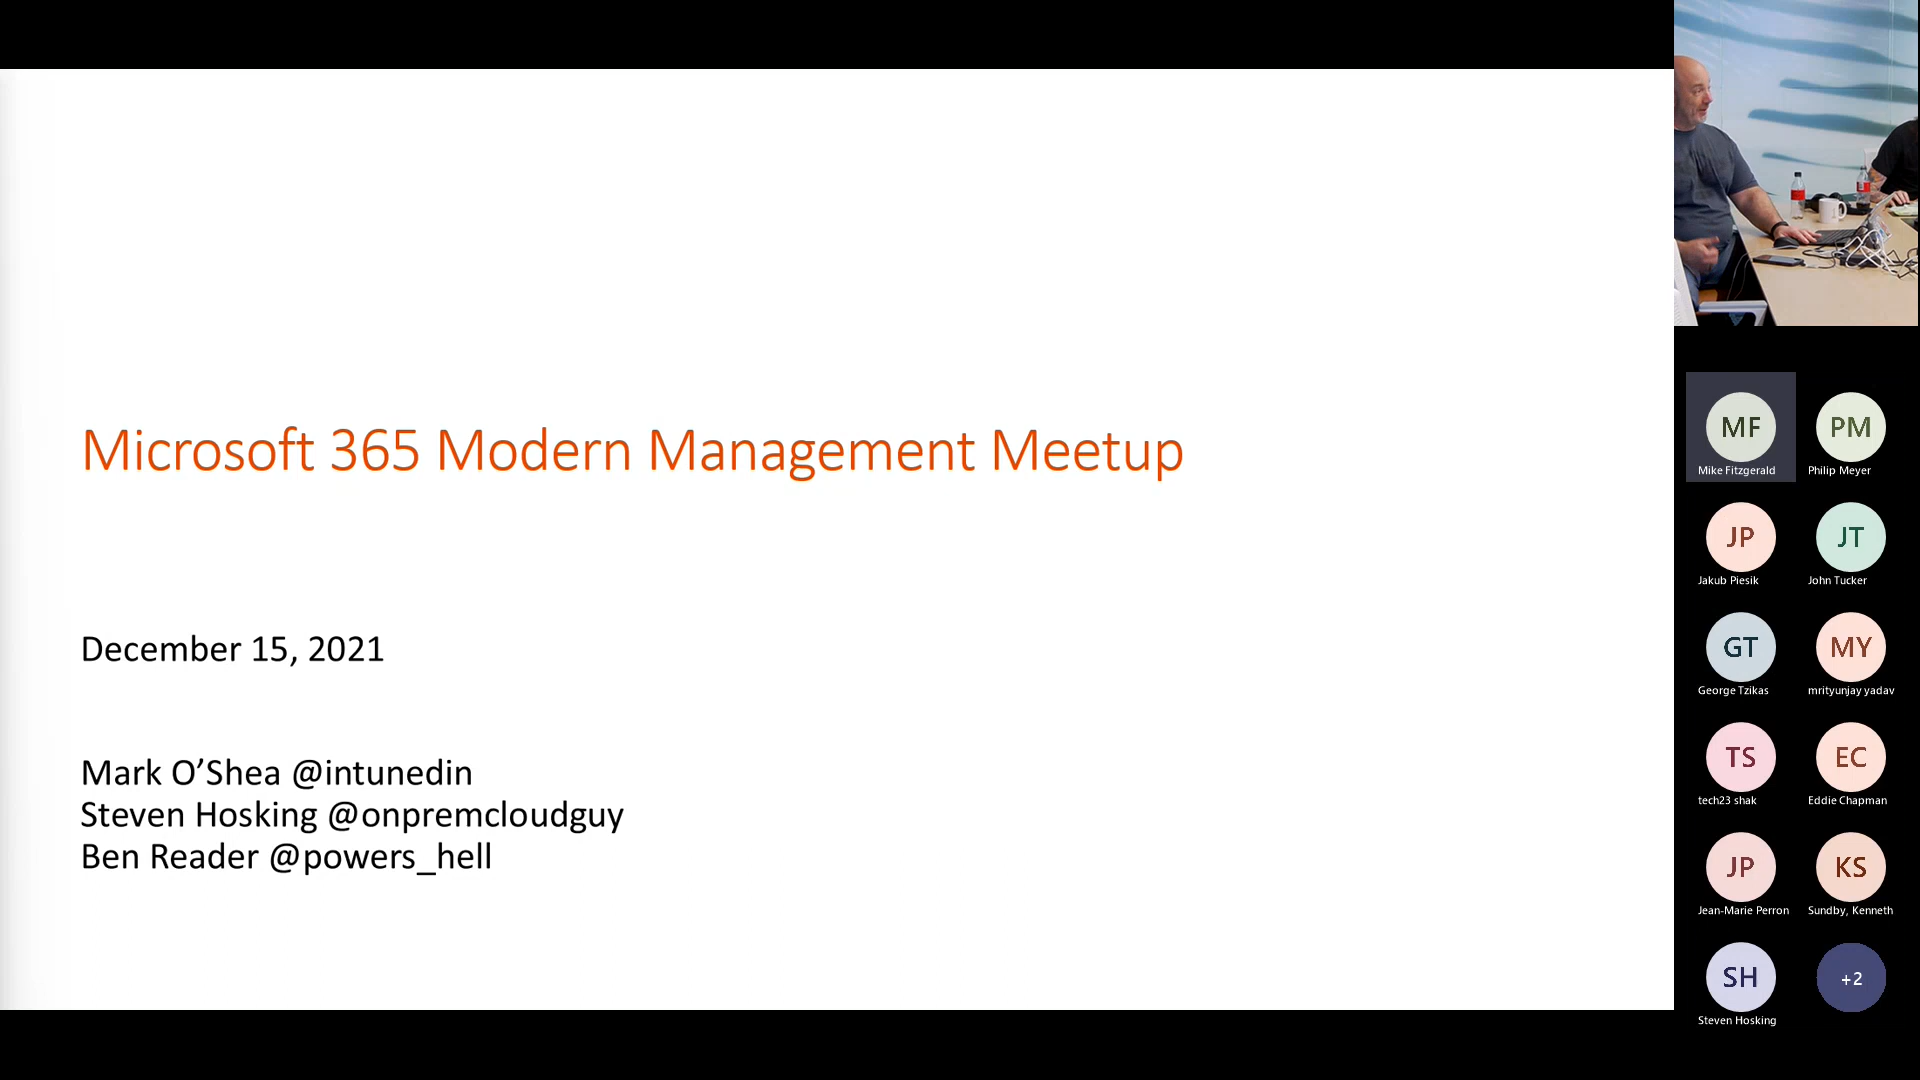 Microsoft 365 Modern Management Meetup
December 15, 2021
Mark O’Shea @intunedin
Steven Hosking @onpremcloudguy
Ben Reader @powers_hell
MF
Mike Fitzgerald
PM
Philip Meyer
JP
Jakub Piesik
JT
John Tucker
GT
George Tzikas
MY
mrityunjay yadav
TS
tech23 shak
EC
Eddie Chapman
JP
Jean-Marie Perron
KS
Sundby, Kenneth
SH
Steven Hosking
+2